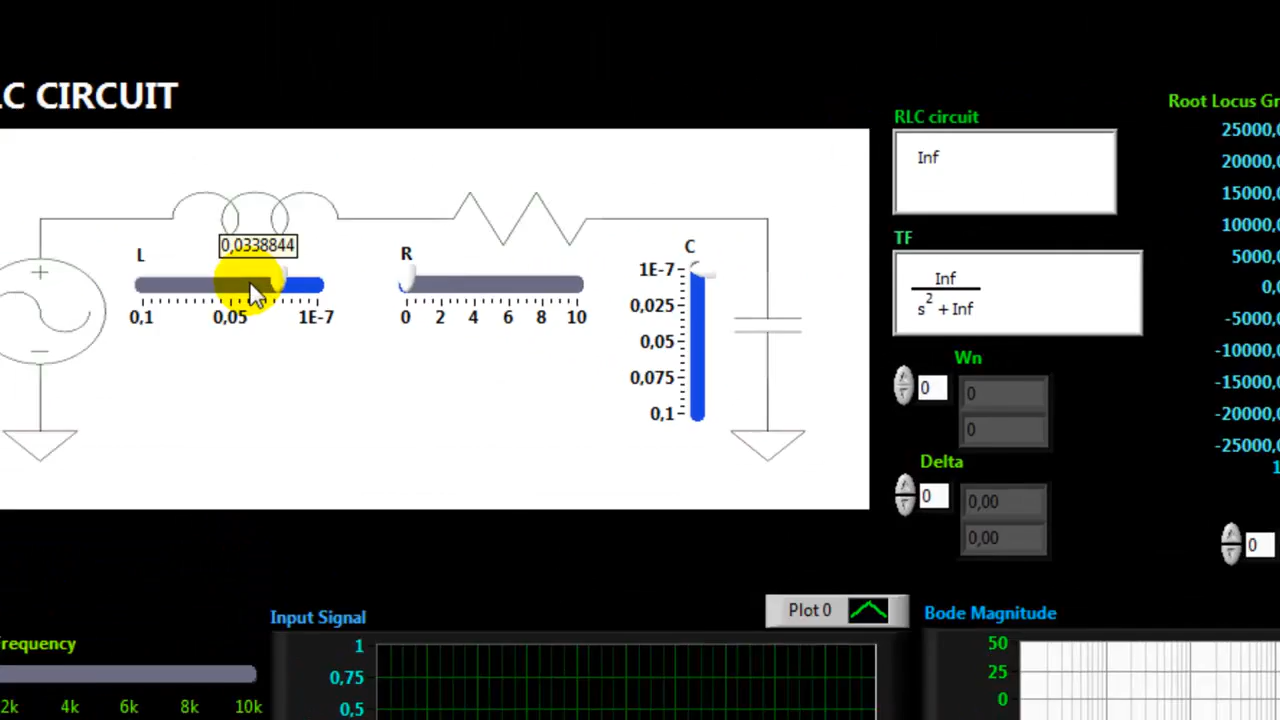 LC CIRCUIT
L
0,0338844
0,1 0,05 1E-7
R
0 2 4 6 8 10
C
1E-7
0,025
0,05
0,075
0,1
RLC circuit
Inf
TF
Inf
s2 + Inf
Wn
0
0
0
Delta
0
0,00
0,00
Root Locus Gr
25000,0
20000,0
15000,0
10000,0
5000,0
0,0
-5000,0
-10000,0
-15000,0
-20000,0
-25000,0
1
0
requency
2k 4k 6k 8k 10k
Input Signal
Plot 0
1
0,75
0,5
Bode Magnitude
50
25
0